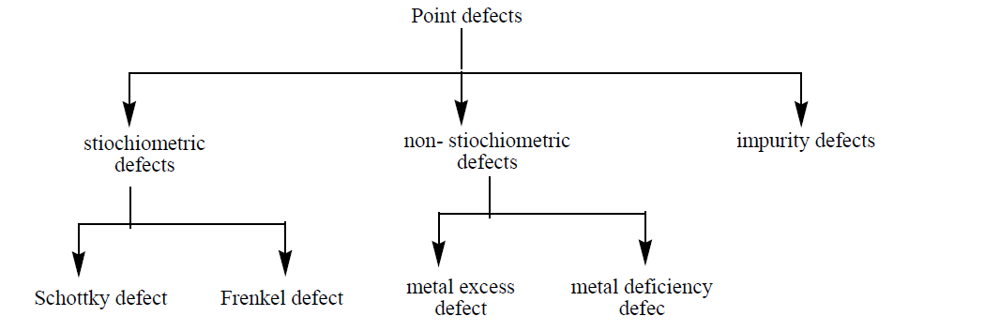 Point defects
stiochiometric
defects
non- stiochiometric
defects
impurity defects
Schottky defect
Frenkel defect
metal excess
defect
metal deficiency
defec